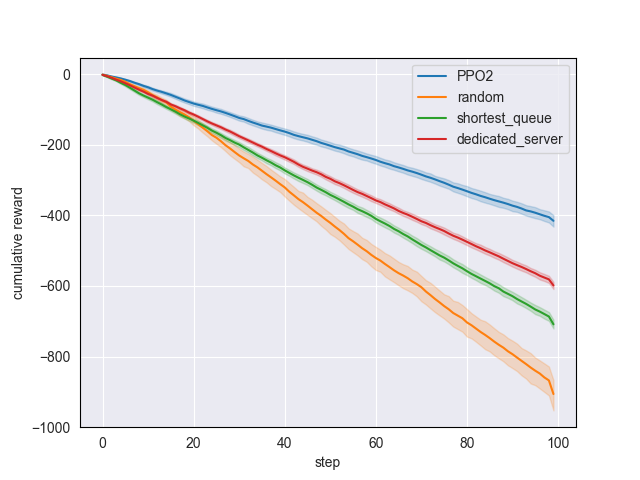 PPO2
random
shortest_queue
dedicated_server
0
−200
−400
−600
−800
−1000
cumulative reward
0 20 40 60 80 100
step